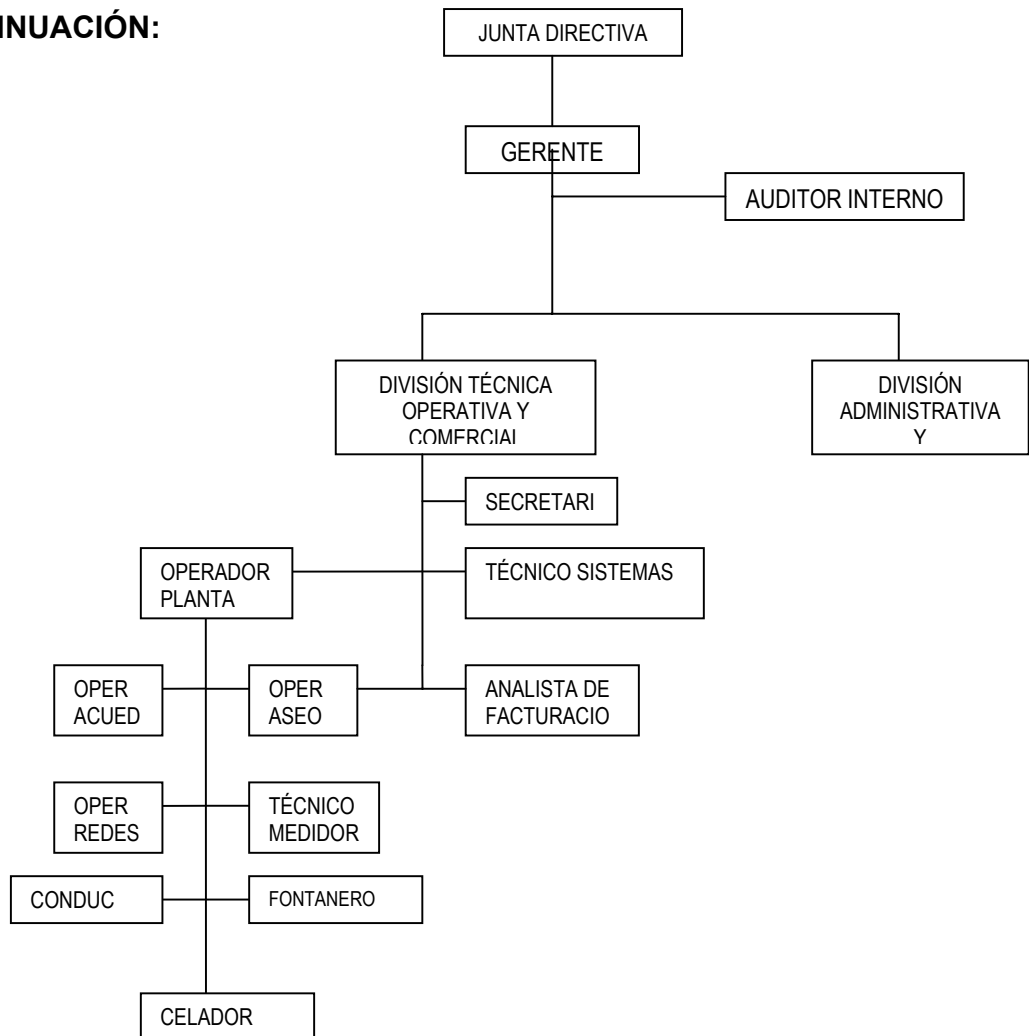 INUACIÓN:
JUNTA DIRECTIVA
GERENTE
AUDITOR INTERNO
DIVISIÓN TÉCNICA
OPERATIVA Y
COMERCIAL
DIVISIÓN
ADMINISTRATIVA
Y
SECRETARI
OPERADOR
PLANTA
TÉCNICO SISTEMAS
OPER
ACUED
OPER
ASEO
ANALISTA DE
FACTURACIO
OPER
REDES
TÉCNICO
MEDIDOR
CONDUC
FONTANERO
CELADOR